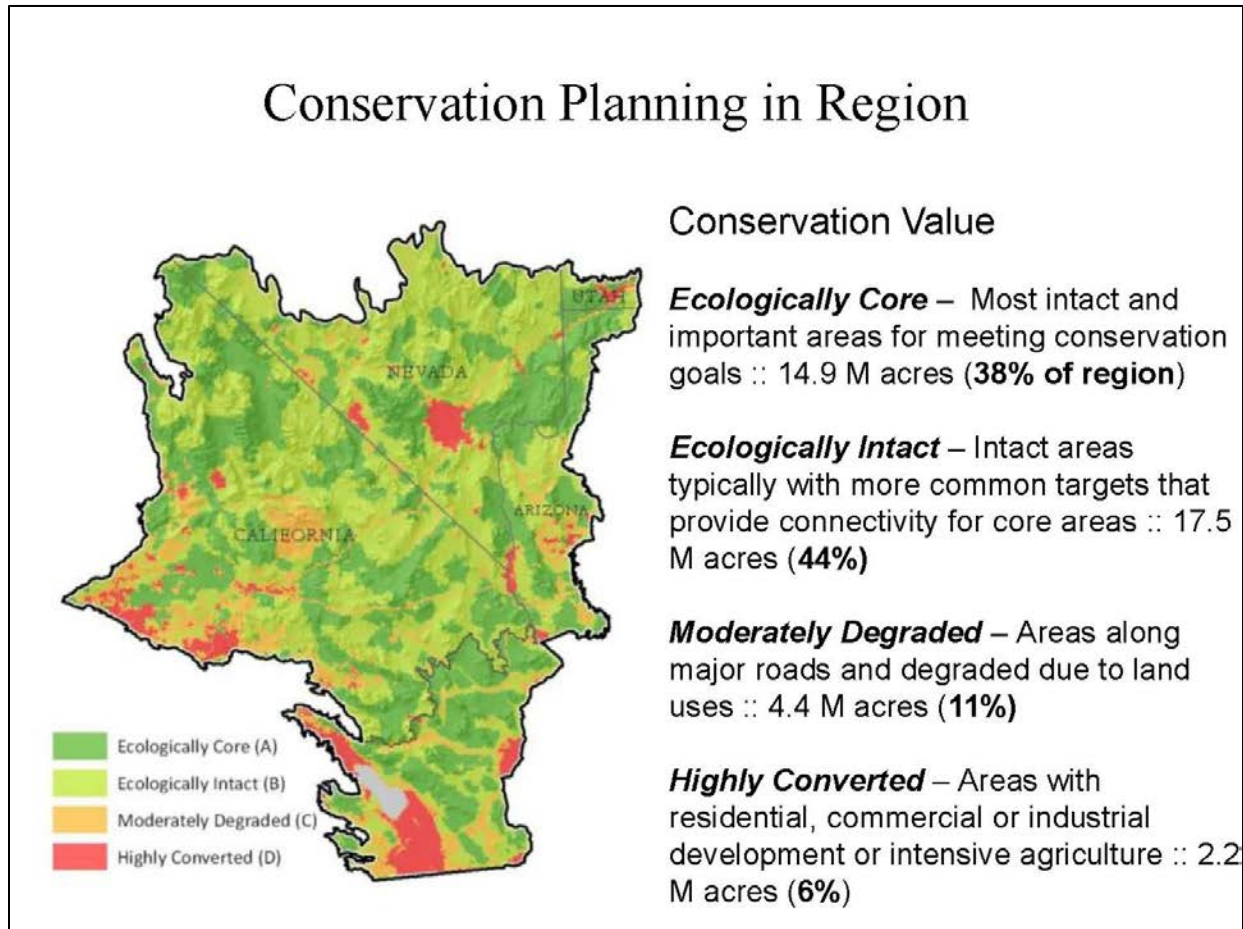 Conservation Planning in Region
Conservation Value
Ecologically Core – Most intact and
important areas for meeting conservation
goals :: 14.9 M acres (38% of region)
Ecologically Intact – Intact areas
typically with more common targets that
provide connectivity for core areas :: 17.5
M acres (44%)
Moderately Degraded – Areas along
major roads and degraded due to land
uses :: 4.4 M acres (11%)
Highly Converted – Areas with
residential, commercial or industrial
development or intensive agriculture :: 2.2
M acres (6%)
UTAH
NEVADA
ARIZONA
CALIFORNIA
Ecologically Core (A)
Ecologically Intact (B)
Moderately Degraded (C)
Highly Converted (D)